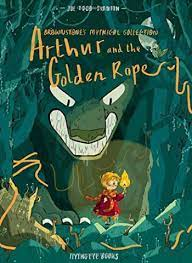 JOE TODD-STANTON
BROWNSTONE'S MYTHICAL COLLECTION
Arthur and the
Golden Rope
FLYING EYE BOOKS